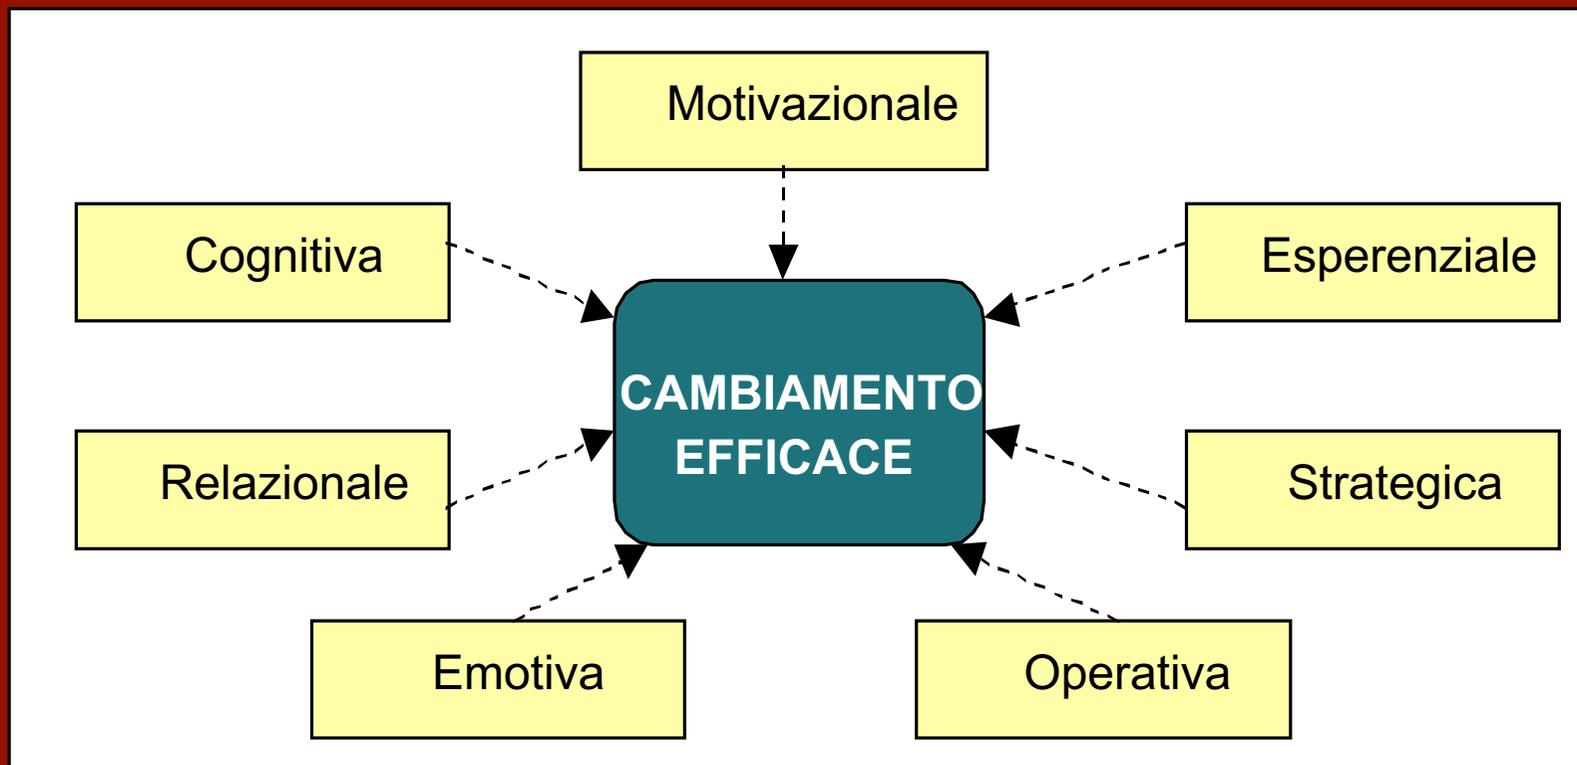 Motivazionale
Cognitiva
Esperenziale
CAMBIAMENTO
EFFICACE
Relazionale
Strategica
Emotiva
Operativa